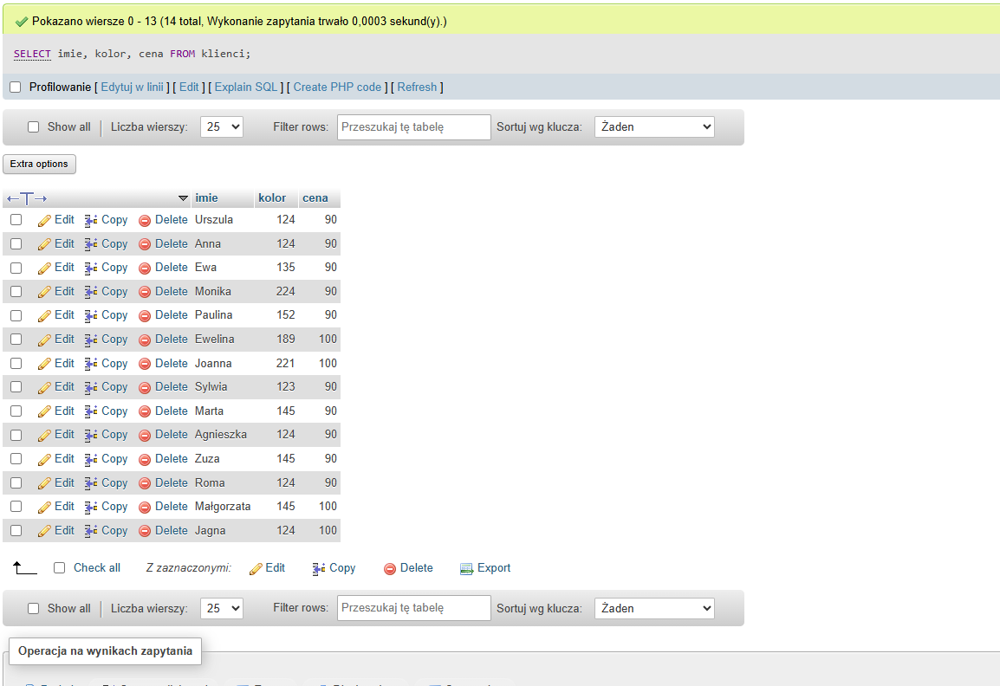 Pokazano wiersze 0 - 13 (14 total, Wykonanie zapytania trwało 0,0003 sekund(y).)
SELECT imie, kolor, cena FROM klienci;
Profilowanie [ Edytuj w linii ] [ Edit ] [ Explain SQL ] [ Create PHP code ] [ Refresh ]
Show all Liczba wierszy: 25 Filter rows: Przeszukaj tę tabelę Sortuj wg klucza: Żaden
Extra options
←T→ imie kolor cena
Edit Copy Delete Urszula 124 90
Edit Copy Delete Anna 124 90
Edit Copy Delete Ewa 135 90
Edit Copy Delete Monika 224 90
Edit Copy Delete Paulina 152 90
Edit Copy Delete Ewelina 189 100
Edit Copy Delete Joanna 221 100
Edit Copy Delete Sylwia 123 90
Edit Copy Delete Marta 145 90
Edit Copy Delete Agnieszka 124 90
Edit Copy Delete Zuza 145 90
Edit Copy Delete Roma 124 90
Edit Copy Delete Małgorzata 145 100
Edit Copy Delete Jagna 124 100
Check all Z zaznaczonymi: Edit Copy Delete Export
Show all Liczba wierszy: 25 Filter rows: Przeszukaj tę tabelę Sortuj wg klucza: Żaden
Operacja na wynikach zapytania